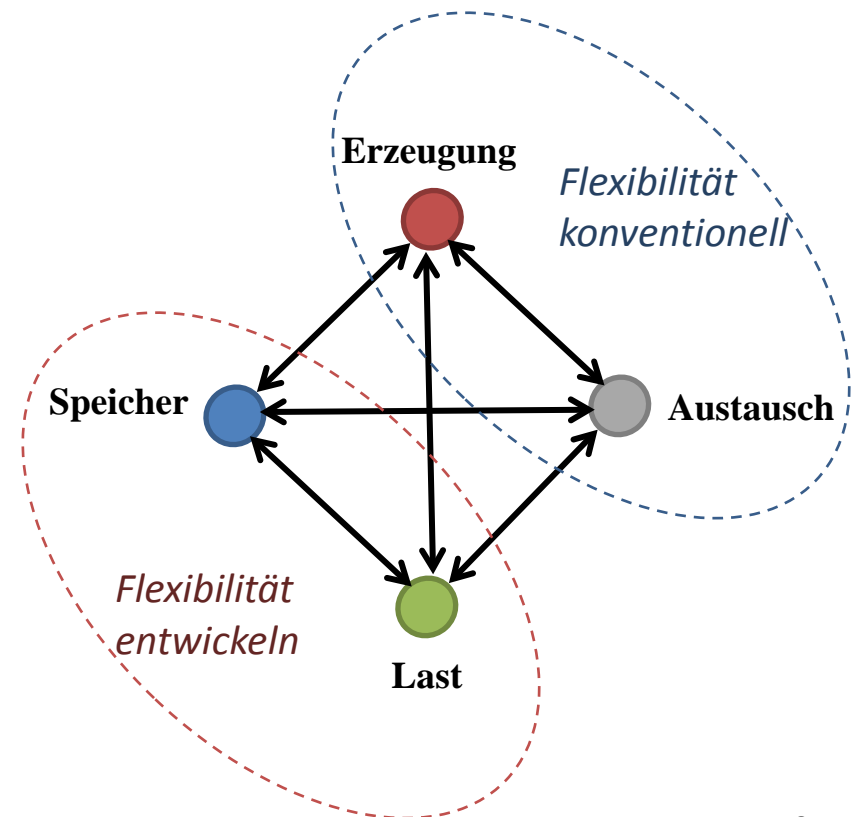 Erzeugung
Flexibilität
konventionell
Speicher
Austausch
Flexibilität
entwickeln
Last